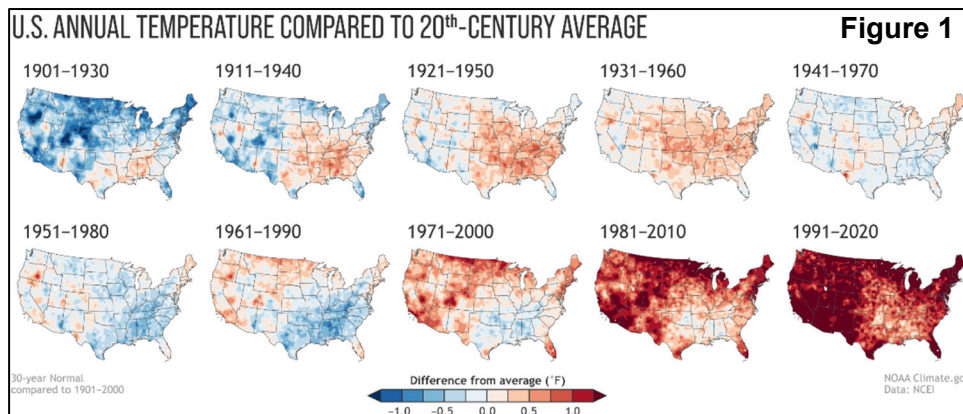 U.S. ANNUAL TEMPERATURE COMPARED TO 20th-CENTURY AVERAGE
Figure 1
1901–1930
1911–1940
1921–1950
1931–1960
1941–1970
1951–1980
1961–1990
1971–2000
1981–2010
1991–2020
30-year Normal
compared to 1901–2000
Difference from average (°F)
-1.0 -0.5 0.0 0.5 1.0
NOAA Climate.go
Data: NCEI